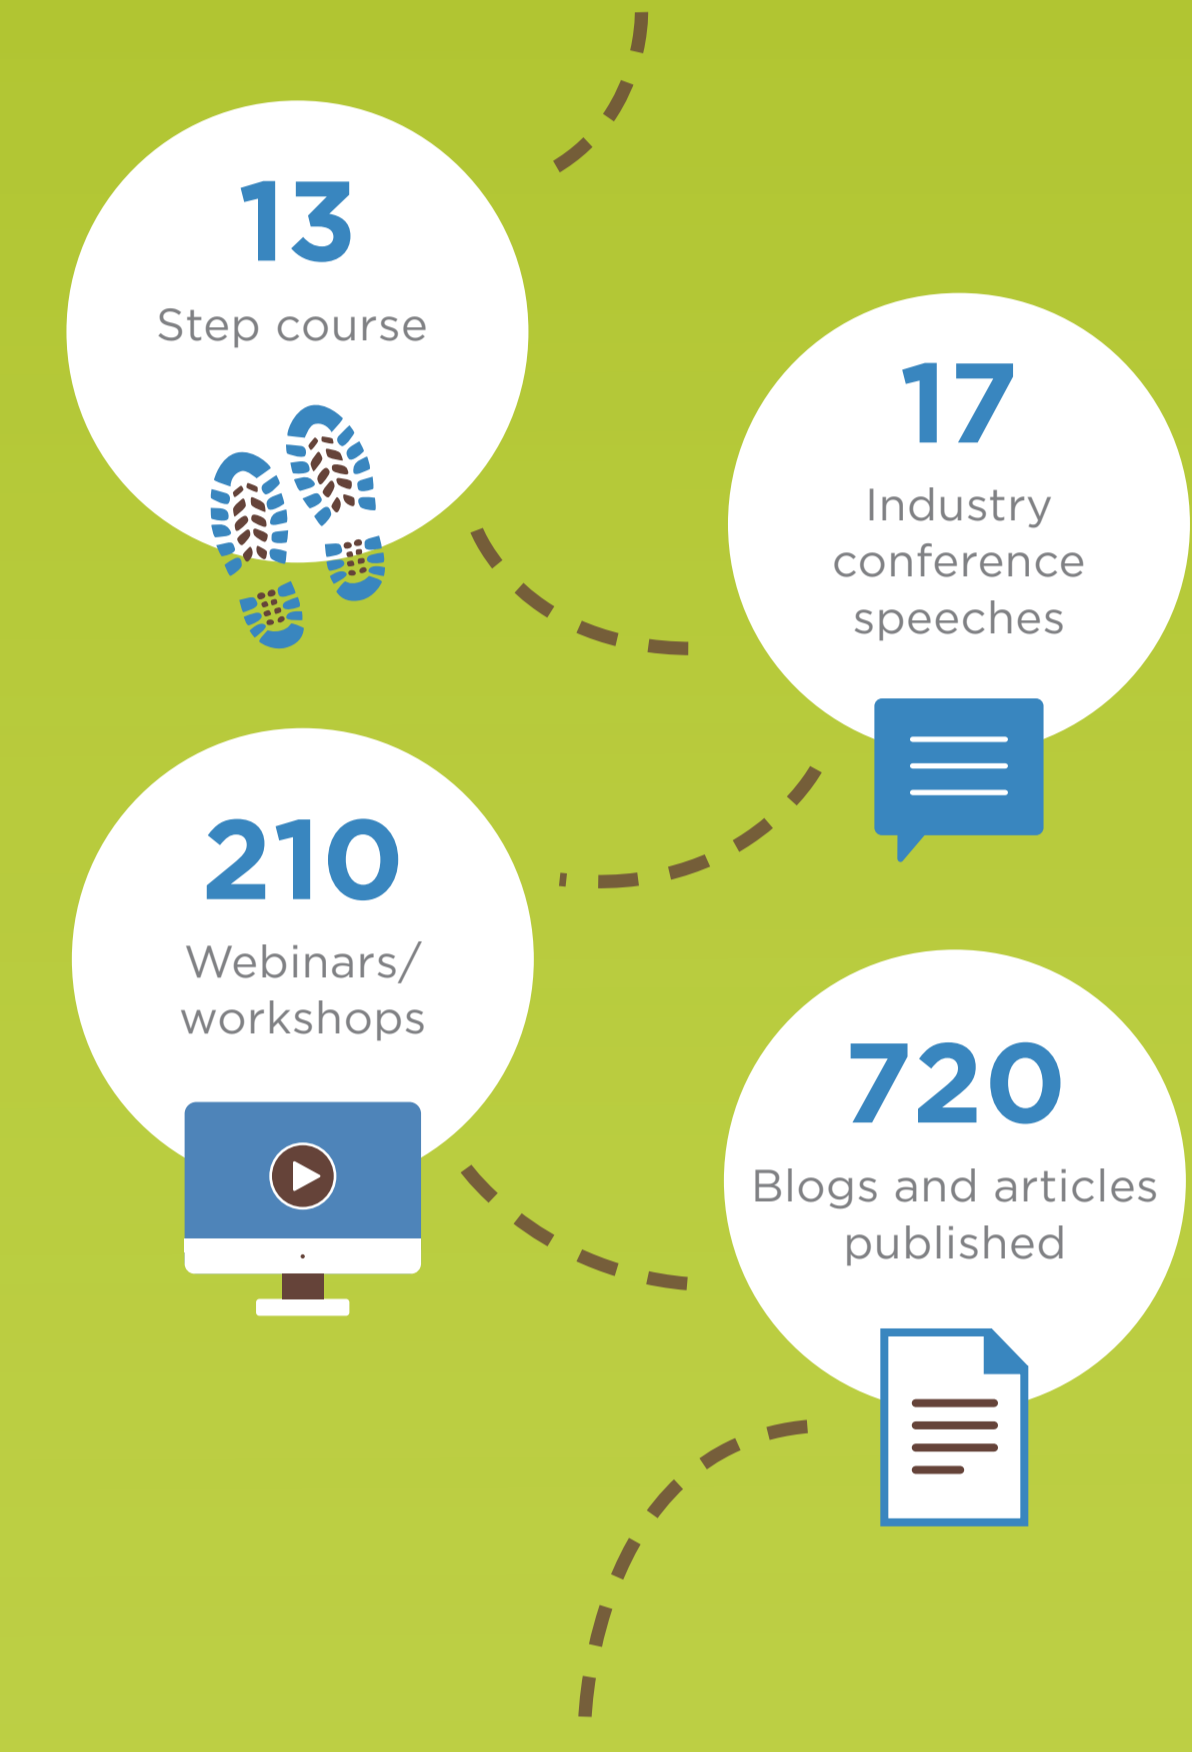 13
Step course
17
Industry
conference
speeches
210
Webinars/
workshops
720
Blogs and articles
published